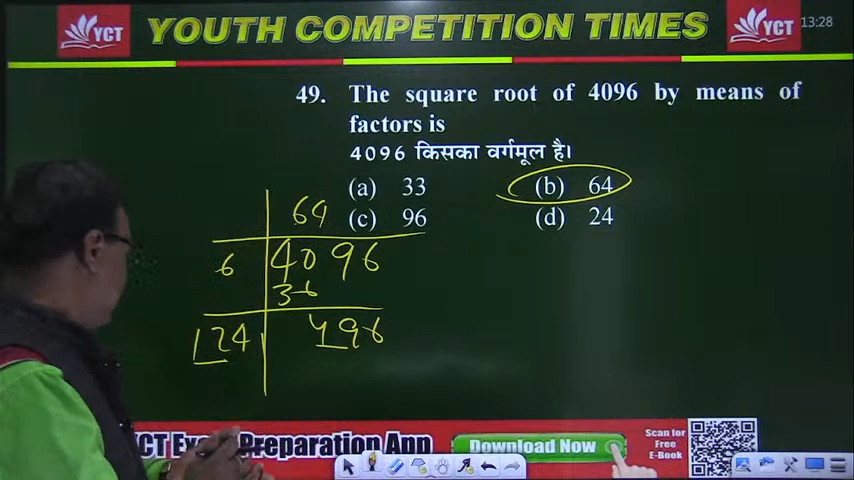 YCT
YOUTH COMPETITION TIMES
YCT
13:28
49. The square root of 4096 by means of
factors is
4096 किसका वर्गमूल है।
(a) 33
(b) 64
(c) 96
(d) 24
64
6
4096
36
124
496
YCT Exam Preparation App
Download Now
Scan for
Free
E-Book